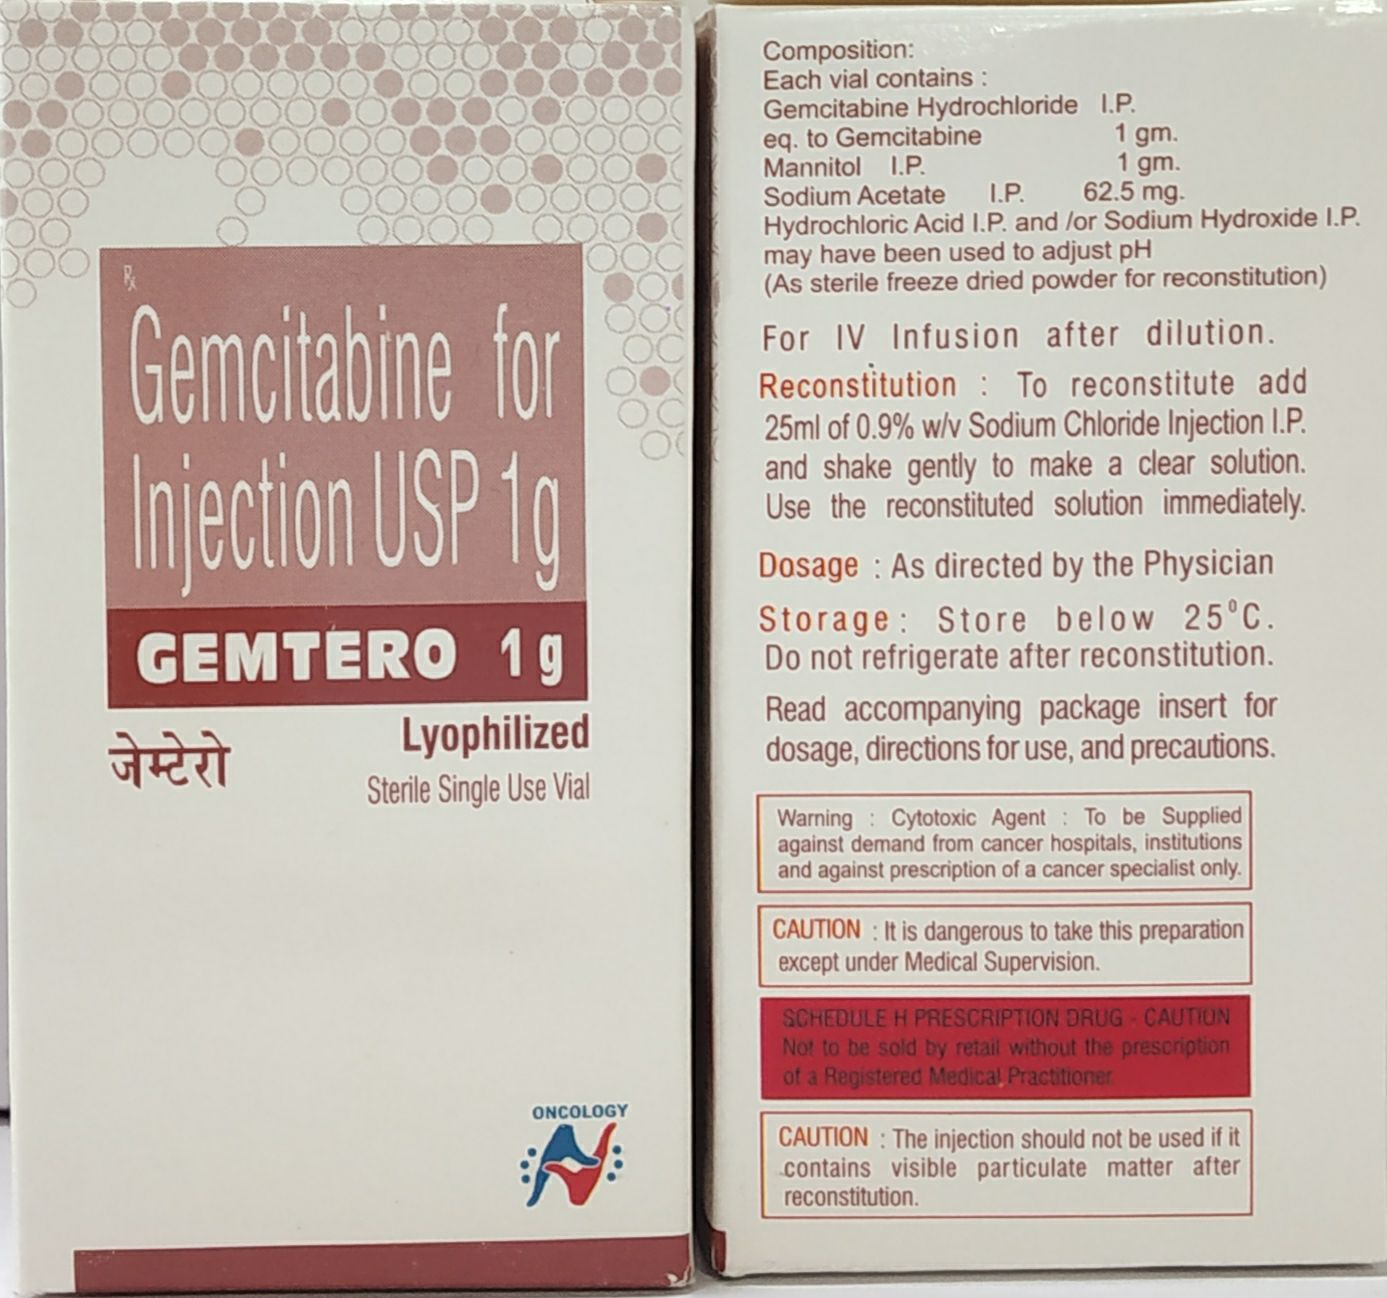 Rx
Gemcitabine for
Injection USP 1g
GEMTERO 1g
जेम्टेरो
Lyophilized
Sterile Single Use Vial
ONCOLOGY
Composition:
Each vial contains :
Gemcitabine Hydrochloride I.P.
eq. to Gemcitabine 1 gm.
Mannitol I.P. 1 gm.
Sodium Acetate I.P. 62.5 mg.
Hydrochloric Acid I.P. and /or Sodium Hydroxide I.P.
may have been used to adjust pH
(As sterile freeze dried powder for reconstitution)
For IV Infusion after dilution.
Reconstitution : To reconstitute add
25ml of 0.9% w/v Sodium Chloride Injection I.P.
and shake gently to make a clear solution.
Use the reconstituted solution immediately.
Dosage : As directed by the Physician
Storage : Store below 25°C.
Do not refrigerate after reconstitution.
Read accompanying package insert for
dosage, directions for use, and precautions.
Warning : Cytotoxic Agent : To be Supplied
against demand from cancer hospitals, institutions
and against prescription of a cancer specialist only.
CAUTION : It is dangerous to take this preparation
except under Medical Supervision.
SCHEDULE H PRESCRIPTION DRUG - CAUTION
Not to be sold by retail without the prescription
of a Registered Medical Practitioner.
CAUTION : The injection should not be used if it
contains visible particulate matter after
reconstitution.